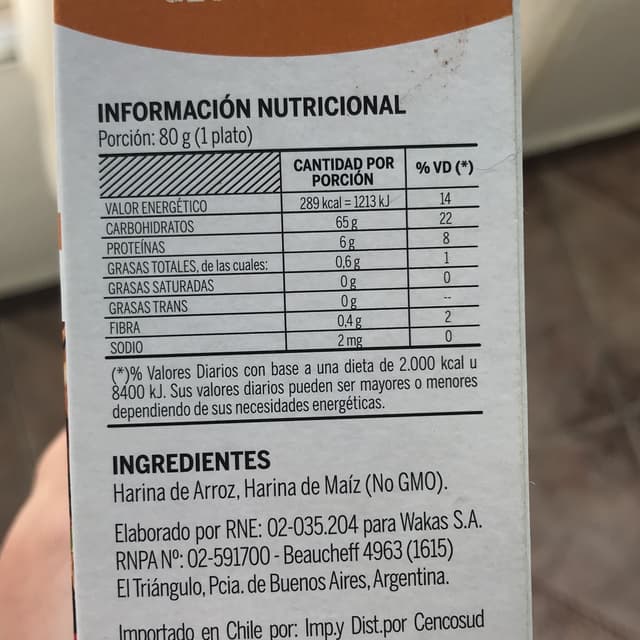 INFORMACIÓN NUTRICIONAL
Porción: 80 g (1 plato)
CANTIDAD POR PORCIÓN % VD (*)
VALOR ENERGÉTICO 289 kcal = 1213 kJ 14
CARBOHIDRATOS 65 g 22
PROTEÍNAS 6 g 8
GRASAS TOTALES, de las cuales: 0,6 g 1
GRASAS SATURADAS 0 g 0
GRASAS TRANS 0 g --
FIBRA 0,4 g 2
SODIO 2 mg 0
(*)% Valores Diarios con base a una dieta de 2.000 kcal u
8400 kJ. Sus valores diarios pueden ser mayores o menores
dependiendo de sus necesidades energéticas.
INGREDIENTES
Harina de Arroz, Harina de Maíz (No GMO).
Elaborado por RNE: 02-035.204 para Wakas S.A.
RNPA Nº: 02-591700 - Beaucheff 4963 (1615)
El Triángulo, Pcia. de Buenos Aires, Argentina.
Importado en Chile por: Imp.y Dist.por Cencosud